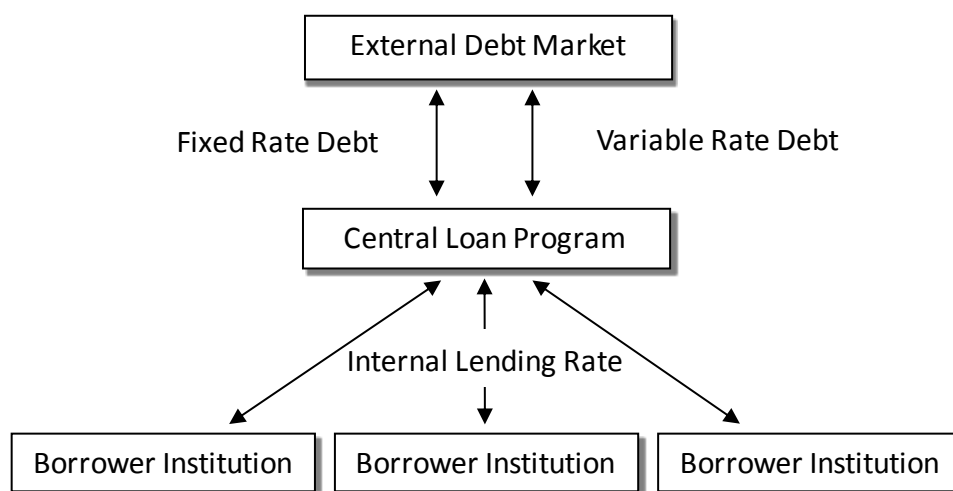 External Debt Market
Fixed Rate Debt
Variable Rate Debt
Central Loan Program
Internal Lending Rate
Borrower Institution
Borrower Institution
Borrower Institution